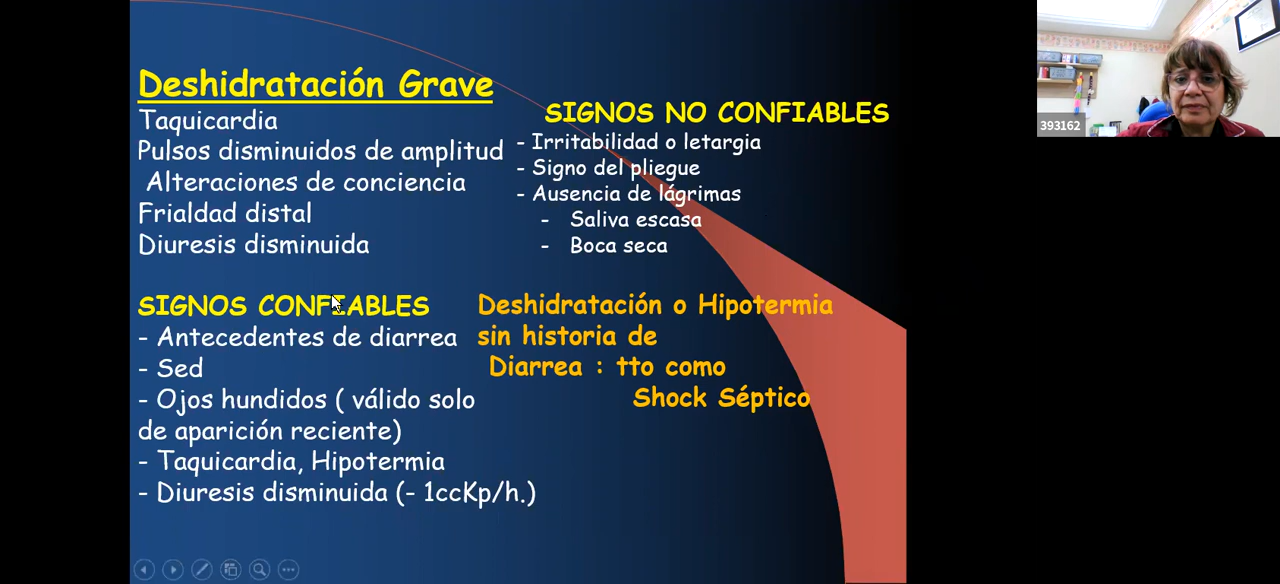 Deshidratación Grave
Taquicardia
Pulsos disminuidos de amplitud
Alteraciones de conciencia
Frialdad distal
Diuresis disminuida
SIGNOS NO CONFIABLES
- Irritabilidad o letargia
- Signo del pliegue
- Ausencia de lágrimas
- Saliva escasa
- Boca seca
SIGNOS CONFIABLES
- Antecedentes de diarrea
- Sed
- Ojos hundidos ( válido solo
de aparición reciente)
- Taquicardia, Hipotermia
- Diuresis disminuida (- 1ccKp/h.)
Deshidratación o Hipotermia
sin historia de
Diarrea : tto como
Shock Séptico
393162